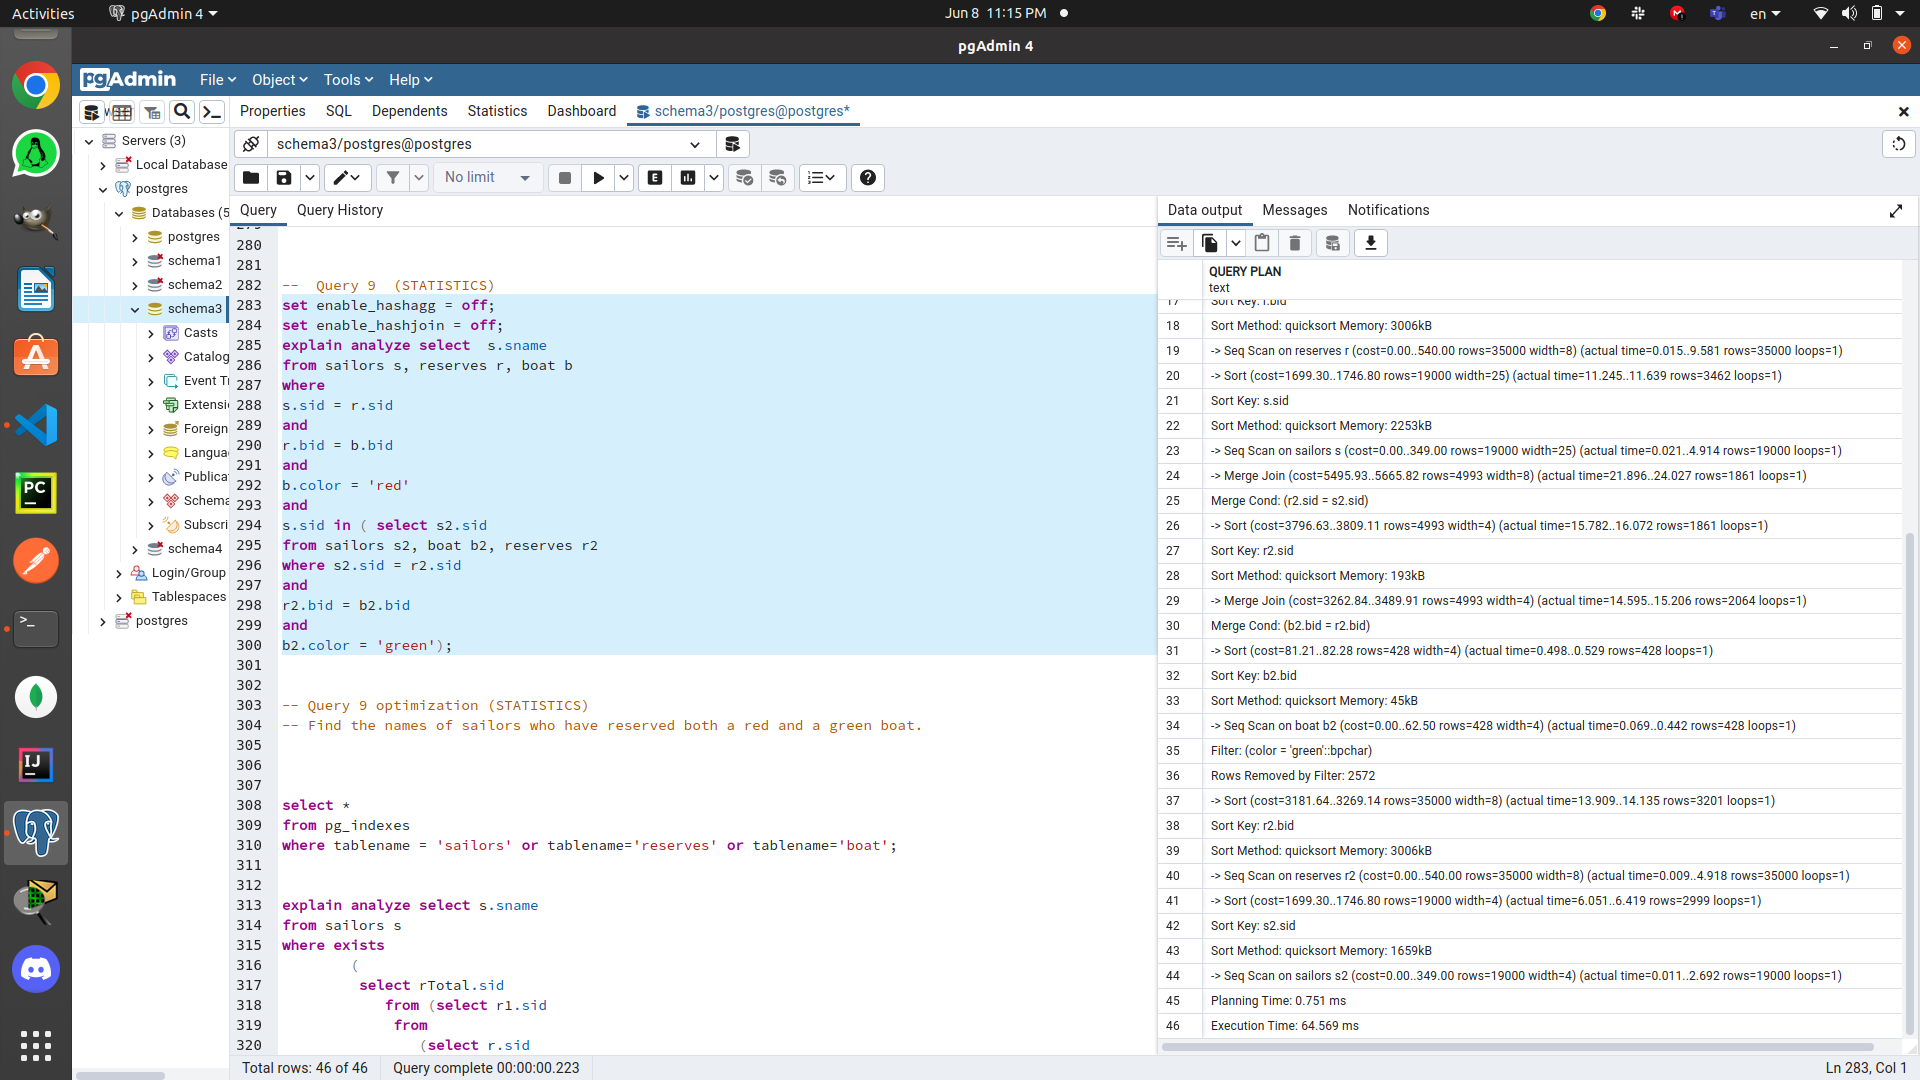 Activities
pgAdmin 4
Jun 8 11:15 PM
en
pgAdmin 4
pgAdmin
File
Object
Tools
Help
Properties
SQL
Dependents
Statistics
Dashboard
schema3/postgres@postgres*
Servers (3)
Local Database
postgres
Databases (5
postgres
schema1
schema2
schema3
Casts
Catalog
Event Tr
Extensi
Foreign
Langua
Publica
Schema
Subscri
schema4
Login/Group
Tablespaces
postgres
schema3/postgres@postgres
No limit
Query
Query History
280
281
282 -- Query 9 (STATISTICS)
283 set enable_hashagg = off;
284 set enable_hashjoin = off;
285 explain analyze select s.sname
286 from sailors s, reserves r, boat b
287 where
288 s.sid = r.sid
289 and
290 r.bid = b.bid
291 and
292 b.color = 'red'
293 and
294 s.sid in ( select s2.sid
295 from sailors s2, boat b2, reserves r2
296 where s2.sid = r2.sid
297 and
298 r2.bid = b2.bid
299 and
300 b2.color = 'green');
301
302
303 -- Query 9 optimization (STATISTICS)
304 -- Find the names of sailors who have reserved both a red and a green boat.
305
306
307
308 select *
309 from pg_indexes
310 where tablename = 'sailors' or tablename='reserves' or tablename='boat';
311
312
313 explain analyze select s.sname
314 from sailors s
315 where exists
316 (
317 select rTotal.sid
318 from (select r1.sid
319 from
320 (select r.sid
Data output
Messages
Notifications
QUERY PLAN
text
17 Sort Key: r.bid
18 Sort Method: quicksort Memory: 3006kB
19 -> Seq Scan on reserves r (cost=0.00..540.00 rows=35000 width=8) (actual time=0.015..9.581 rows=35000 loops=1)
20 -> Sort (cost=1699.30..1746.80 rows=19000 width=25) (actual time=11.245..11.639 rows=3462 loops=1)
21 Sort Key: s.sid
22 Sort Method: quicksort Memory: 2253kB
23 -> Seq Scan on sailors s (cost=0.00..349.00 rows=19000 width=25) (actual time=0.021..4.914 rows=19000 loops=1)
24 -> Merge Join (cost=5495.93..5665.82 rows=4993 width=8) (actual time=21.896..24.027 rows=1861 loops=1)
25 Merge Cond: (r2.sid = s2.sid)
26 -> Sort (cost=3796.63..3809.11 rows=4993 width=4) (actual time=15.782..16.072 rows=1861 loops=1)
27 Sort Key: r2.sid
28 Sort Method: quicksort Memory: 193kB
29 -> Merge Join (cost=3262.84..3489.91 rows=4993 width=4) (actual time=14.595..15.206 rows=2064 loops=1)
30 Merge Cond: (b2.bid = r2.bid)
31 -> Sort (cost=81.21..82.28 rows=428 width=4) (actual time=0.498..0.529 rows=428 loops=1)
32 Sort Key: b2.bid
33 Sort Method: quicksort Memory: 45kB
34 -> Seq Scan on boat b2 (cost=0.00..62.50 rows=428 width=4) (actual time=0.069..0.442 rows=428 loops=1)
35 Filter: (color = 'green'::bpchar)
36 Rows Removed by Filter: 2572
37 -> Sort (cost=3181.64..3269.14 rows=35000 width=8) (actual time=13.909..14.135 rows=3201 loops=1)
38 Sort Key: r2.bid
39 Sort Method: quicksort Memory: 3006kB
40 -> Seq Scan on reserves r2 (cost=0.00..540.00 rows=35000 width=8) (actual time=0.009..4.918 rows=35000 loops=1)
41 -> Sort (cost=1699.30..1746.80 rows=19000 width=4) (actual time=6.051..6.419 rows=2999 loops=1)
42 Sort Key: s2.sid
43 Sort Method: quicksort Memory: 1659kB
44 -> Seq Scan on sailors s2 (cost=0.00..349.00 rows=19000 width=4) (actual time=0.011..2.692 rows=19000 loops=1)
45 Planning Time: 0.751 ms
46 Execution Time: 64.569 ms
Total rows: 46 of 46
Query complete 00:00:00.223
Ln 283, Col 1